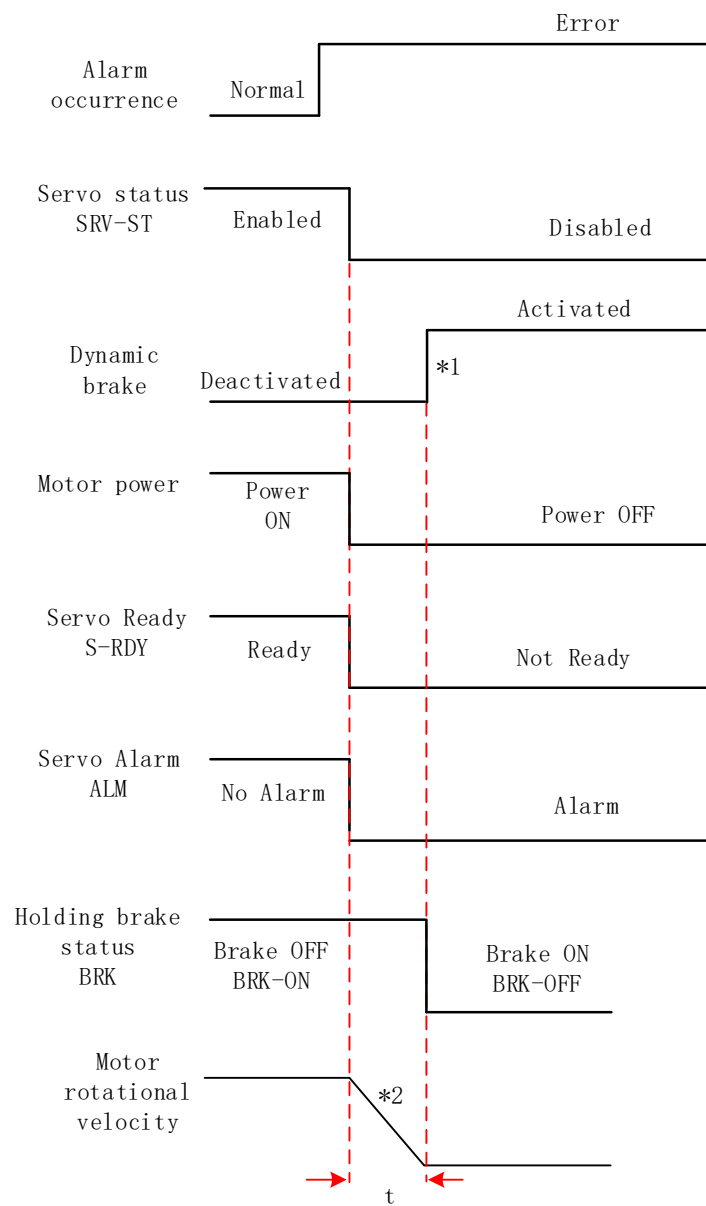 Error
Alarm
occurrence
Normal
Servo status
SRV-ST
Enabled
Disabled
Activated
Dynamic
brake
Deactivated
*1
Motor power
Power
ON
Power OFF
Servo Ready
S-RDY
Ready
Not Ready
Servo Alarm
ALM
No Alarm
Alarm
Holding brake
status
BRK
Brake OFF
BRK-ON
Brake ON
BRK-OFF
Motor
rotational
velocity
*2
t